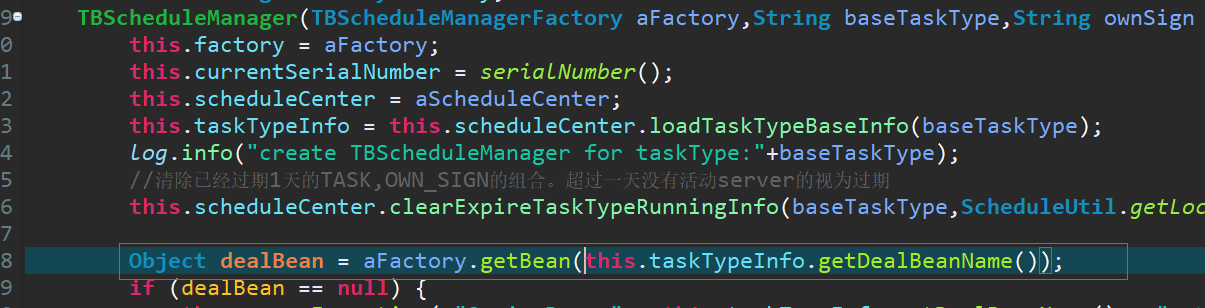 9 TBScheduleManager(TBScheduleManagerFactory aFactory,String baseTaskType,String ownSign
0 this.factory = aFactory;
1 this.currentSerialNumber = serialNumber();
2 this.scheduleCenter = aScheduleCenter;
3 this.taskTypeInfo = this.scheduleCenter.loadTaskTypeBaseInfo(baseTaskType);
4 log.info("create TBScheduleManager for taskType:"+baseTaskType);
5 //清除已经过期1天的TASK,OWN_SIGN的组合。超过一天没有活动server的视为过期
6 this.scheduleCenter.clearExpireTaskTypeRunningInfo(baseTaskType,ScheduleUtil.getLoc
7
8 Object dealBean = aFactory.getBean(this.taskTypeInfo.getDealBeanName());
9 if (dealBean == null) {